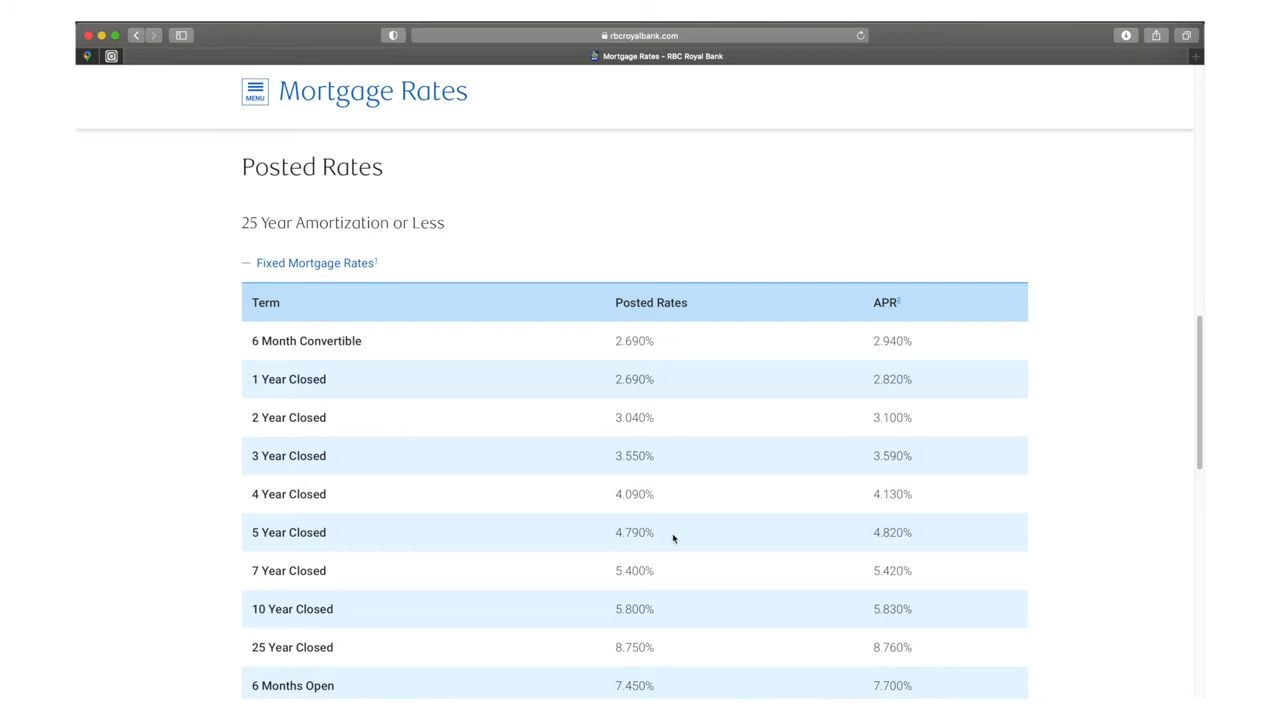 rbcroyalbank.com
Mortgage Rates - RBC Royal Bank
MENU
Mortgage Rates
Posted Rates
25 Year Amortization or Less
— Fixed Mortgage Rates1
Term Posted Rates APR2
6 Month Convertible 2.690% 2.940%
1 Year Closed 2.690% 2.820%
2 Year Closed 3.040% 3.100%
3 Year Closed 3.550% 3.590%
4 Year Closed 4.090% 4.130%
5 Year Closed 4.790% 4.820%
7 Year Closed 5.400% 5.420%
10 Year Closed 5.800% 5.830%
25 Year Closed 8.750% 8.760%
6 Months Open 7.450% 7.700%